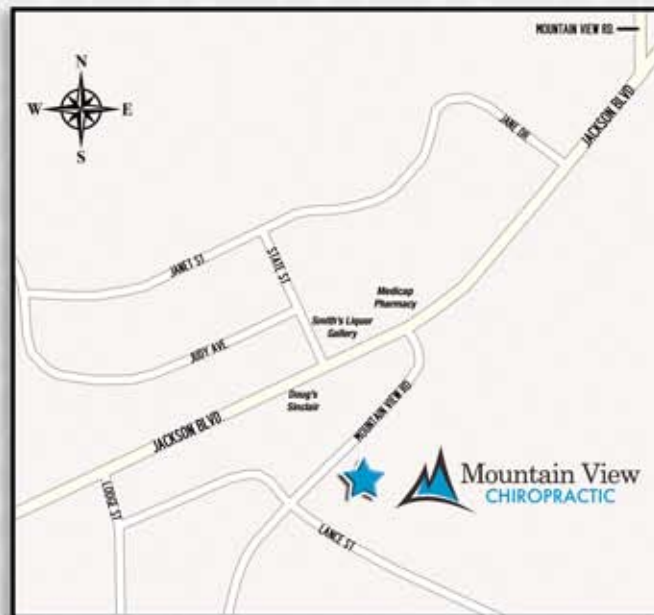 MOUNTAIN VIEW RD.
N
W E
S
JACKSON BLVD
JANE DR.
JANET ST.
STATE ST.
Medicap
Pharmacy
Smith's Liquor
Gallery
JUDY AVE.
Doug's
Sinclair
MOUNTAIN VIEW RD.
JACKSON BLVD.
LODGE ST.
LANCE ST.
Mountain View
CHIROPRACTIC